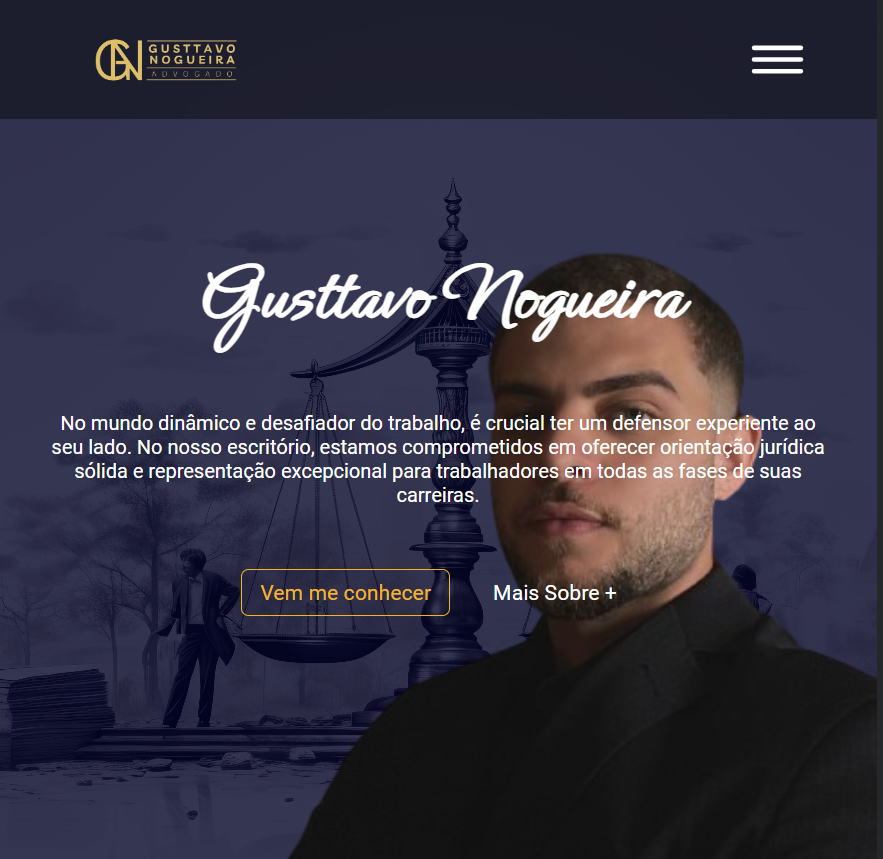 GUSTTAVO
NOGUEIRA
ADVOGADO
Gusttavo Nogueira
No mundo dinâmico e desafiador do trabalho, é crucial ter um defensor experiente ao
seu lado. No nosso escritório, estamos comprometidos em oferecer orientação jurídica
sólida e representação excepcional para trabalhadores em todas as fases de suas
carreiras.
Vem me conhecer
Mais Sobre +